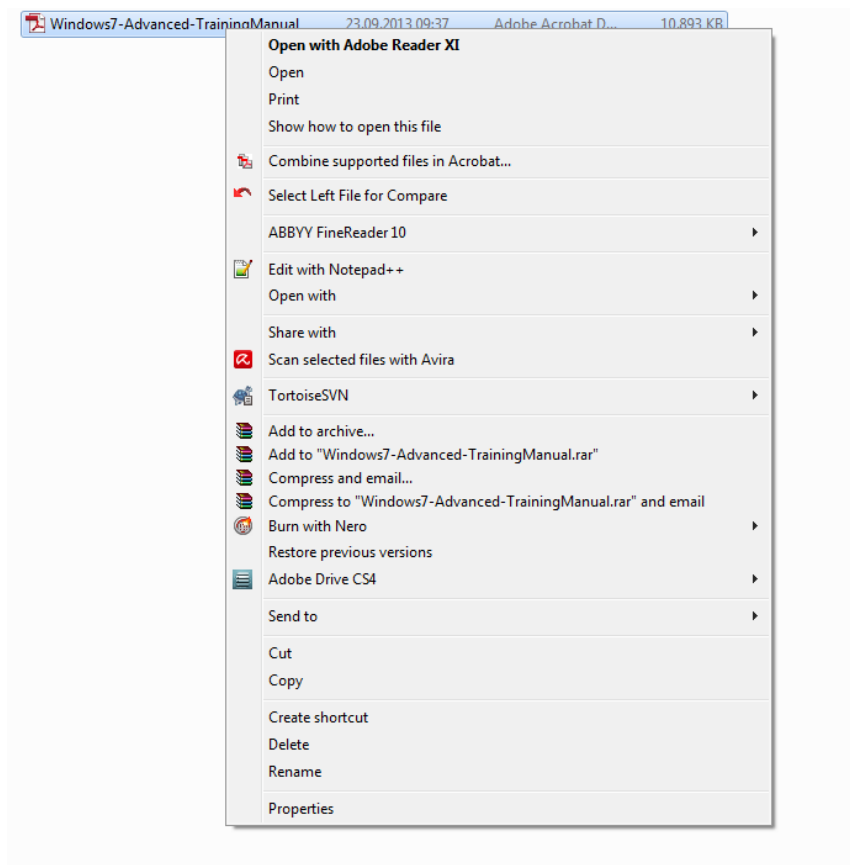 Windows7-Advanced-TrainingManual 23.09.2013 09:37 Adobe Acrobat D... 10.893 KB
Open with Adobe Reader XI
Open
Print
Show how to open this file
Combine supported files in Acrobat...
Select Left File for Compare
ABBYY FineReader 10
Edit with Notepad++
Open with
Share with
Scan selected files with Avira
TortoiseSVN
Add to archive...
Add to "Windows7-Advanced-TrainingManual.rar"
Compress and email...
Compress to "Windows7-Advanced-TrainingManual.rar" and email
Burn with Nero
Restore previous versions
Adobe Drive CS4
Send to
Cut
Copy
Create shortcut
Delete
Rename
Properties